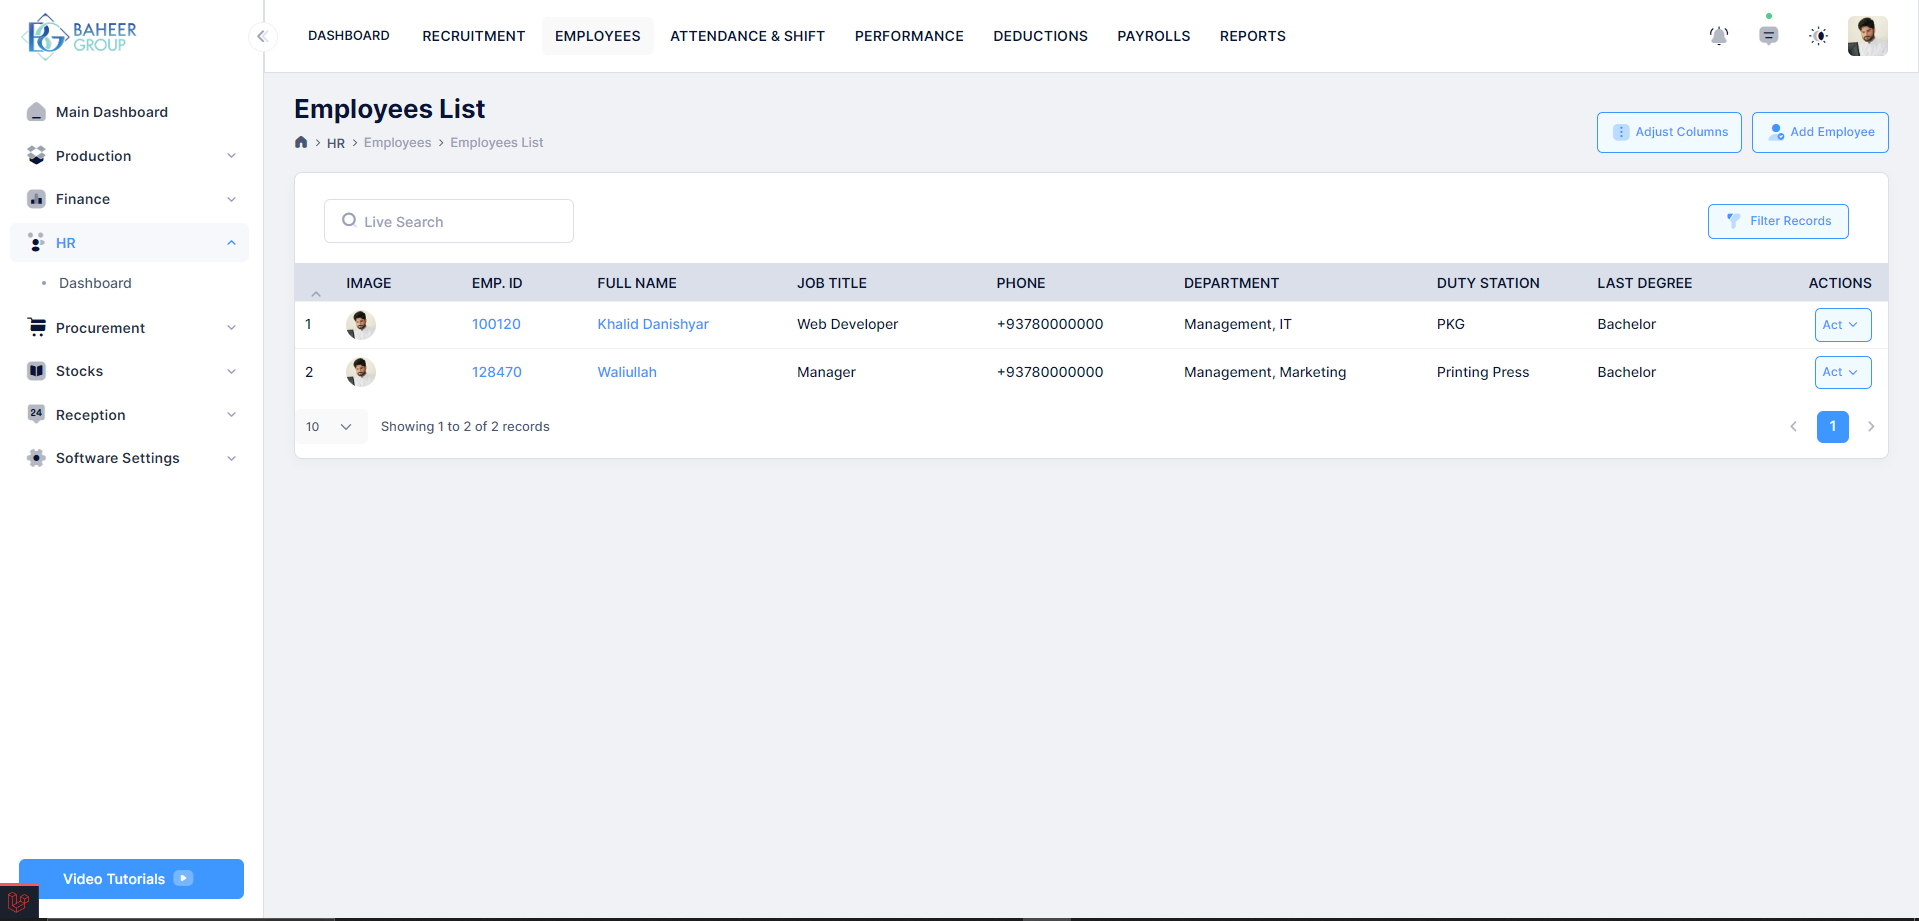 BAHEER
GROUP
DASHBOARD RECRUITMENT EMPLOYEES ATTENDANCE & SHIFT PERFORMANCE DEDUCTIONS PAYROLLS REPORTS
Main Dashboard
Production
Finance
HR
Dashboard
Procurement
Stocks
24 Reception
Software Settings
Video Tutorials
Employees List
HR Employees Employees List
Adjust Columns Add Employee
Live Search Filter Records
IMAGE EMP. ID FULL NAME JOB TITLE PHONE DEPARTMENT DUTY STATION LAST DEGREE ACTIONS
1 100120 Khalid Danishyar Web Developer +93780000000 Management, IT PKG Bachelor Act
2 128470 Waliullah Manager +93780000000 Management, Marketing Printing Press Bachelor Act
10 Showing 1 to 2 of 2 records 1